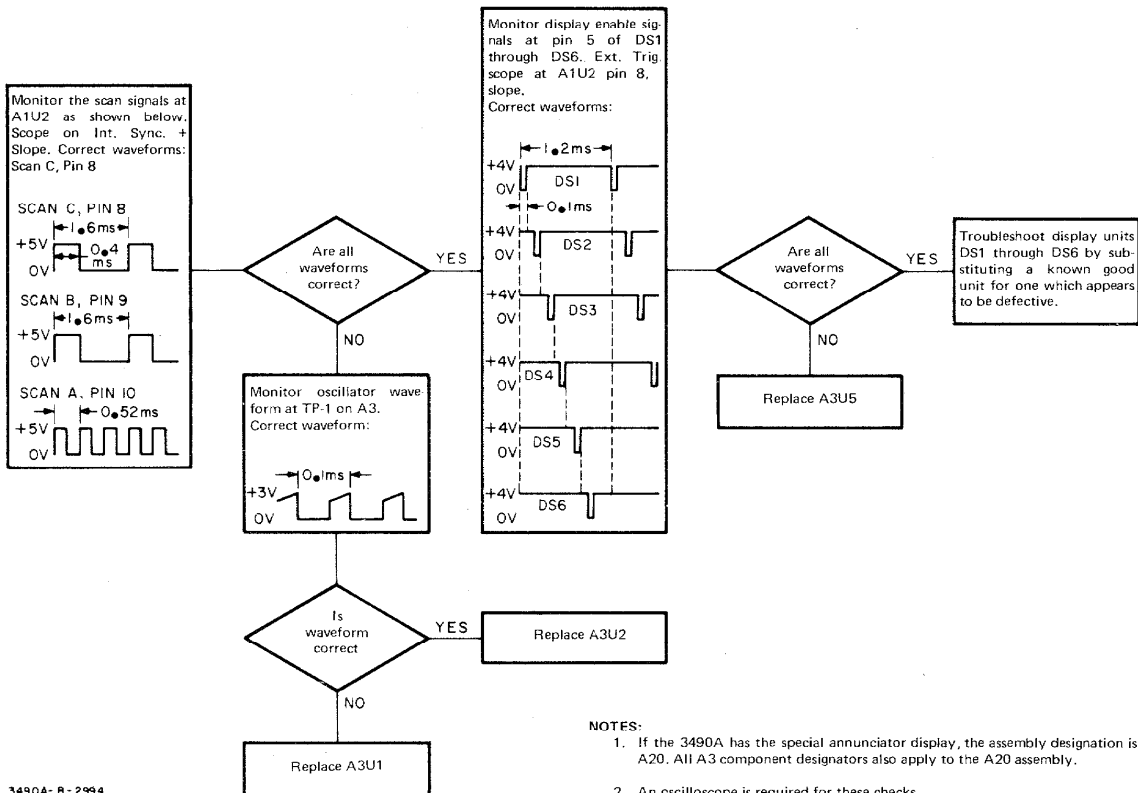 Monitor the scan signals at
A1U2 as shown below.
Scope on Int. Sync. +
Slope. Correct waveforms:
Scan C, Pin 8
SCAN C, PIN 8
1.6ms
+5V
0.4
ms
0V
SCAN B, PIN 9
1.6ms
+5V
0V
SCAN A, PIN 10
0.52ms
+5V
0V
Are all
waveforms
correct?
YES
NO
Monitor oscillator wave-
form at TP-1 on A3.
Correct waveform:
0.1ms
+3V
0V
Is
waveform
correct
YES
Replace A3U2
NO
Replace A3U1
Monitor display enable sig-
nals at pin 5 of DS1
through DS6. Ext. Trig.
scope at A1U2 pin 8,
slope.
Correct waveforms:
1.2ms
+4V
0V
DS1
0.1ms
+4V
0V
DS2
+4V
0V
DS3
+4V
0V
DS4
+4V
0V
DS5
+4V
0V
DS6
Are all
waveforms
correct?
YES
NO
Replace A3U5
Troubleshoot display units
DS1 through DS6 by sub-
stituting a known good
unit for one which appears
to be defective.
NOTES:
1. If the 3490A has the special annunciator display, the assembly designation is
A20. All A3 component designators also apply to the A20 assembly.
2. An oscilloscope is required for these checks
3490A-B-2994